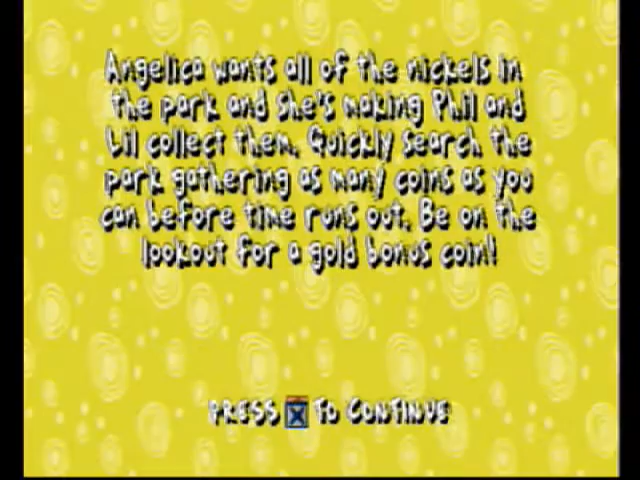 Angelica wants all of the nickels in
the park and she's making Phil and
Lil collect them. Quickly search the
park gathering as many coins as you
can before time runs out. Be on the
lookout for a gold bonus coin!
PRESS X TO CONTINUE